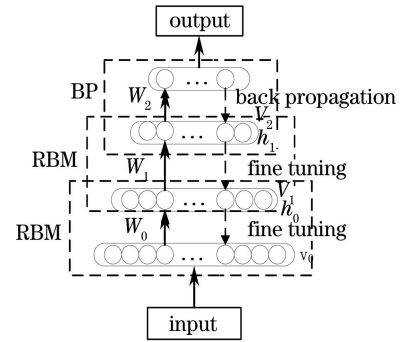 output
BP
W2
...
back propagation
V2
...
h1.
RBM
W1
fine tuning
V1
...
h0
RBM
W0
fine tuning
...
v0
input